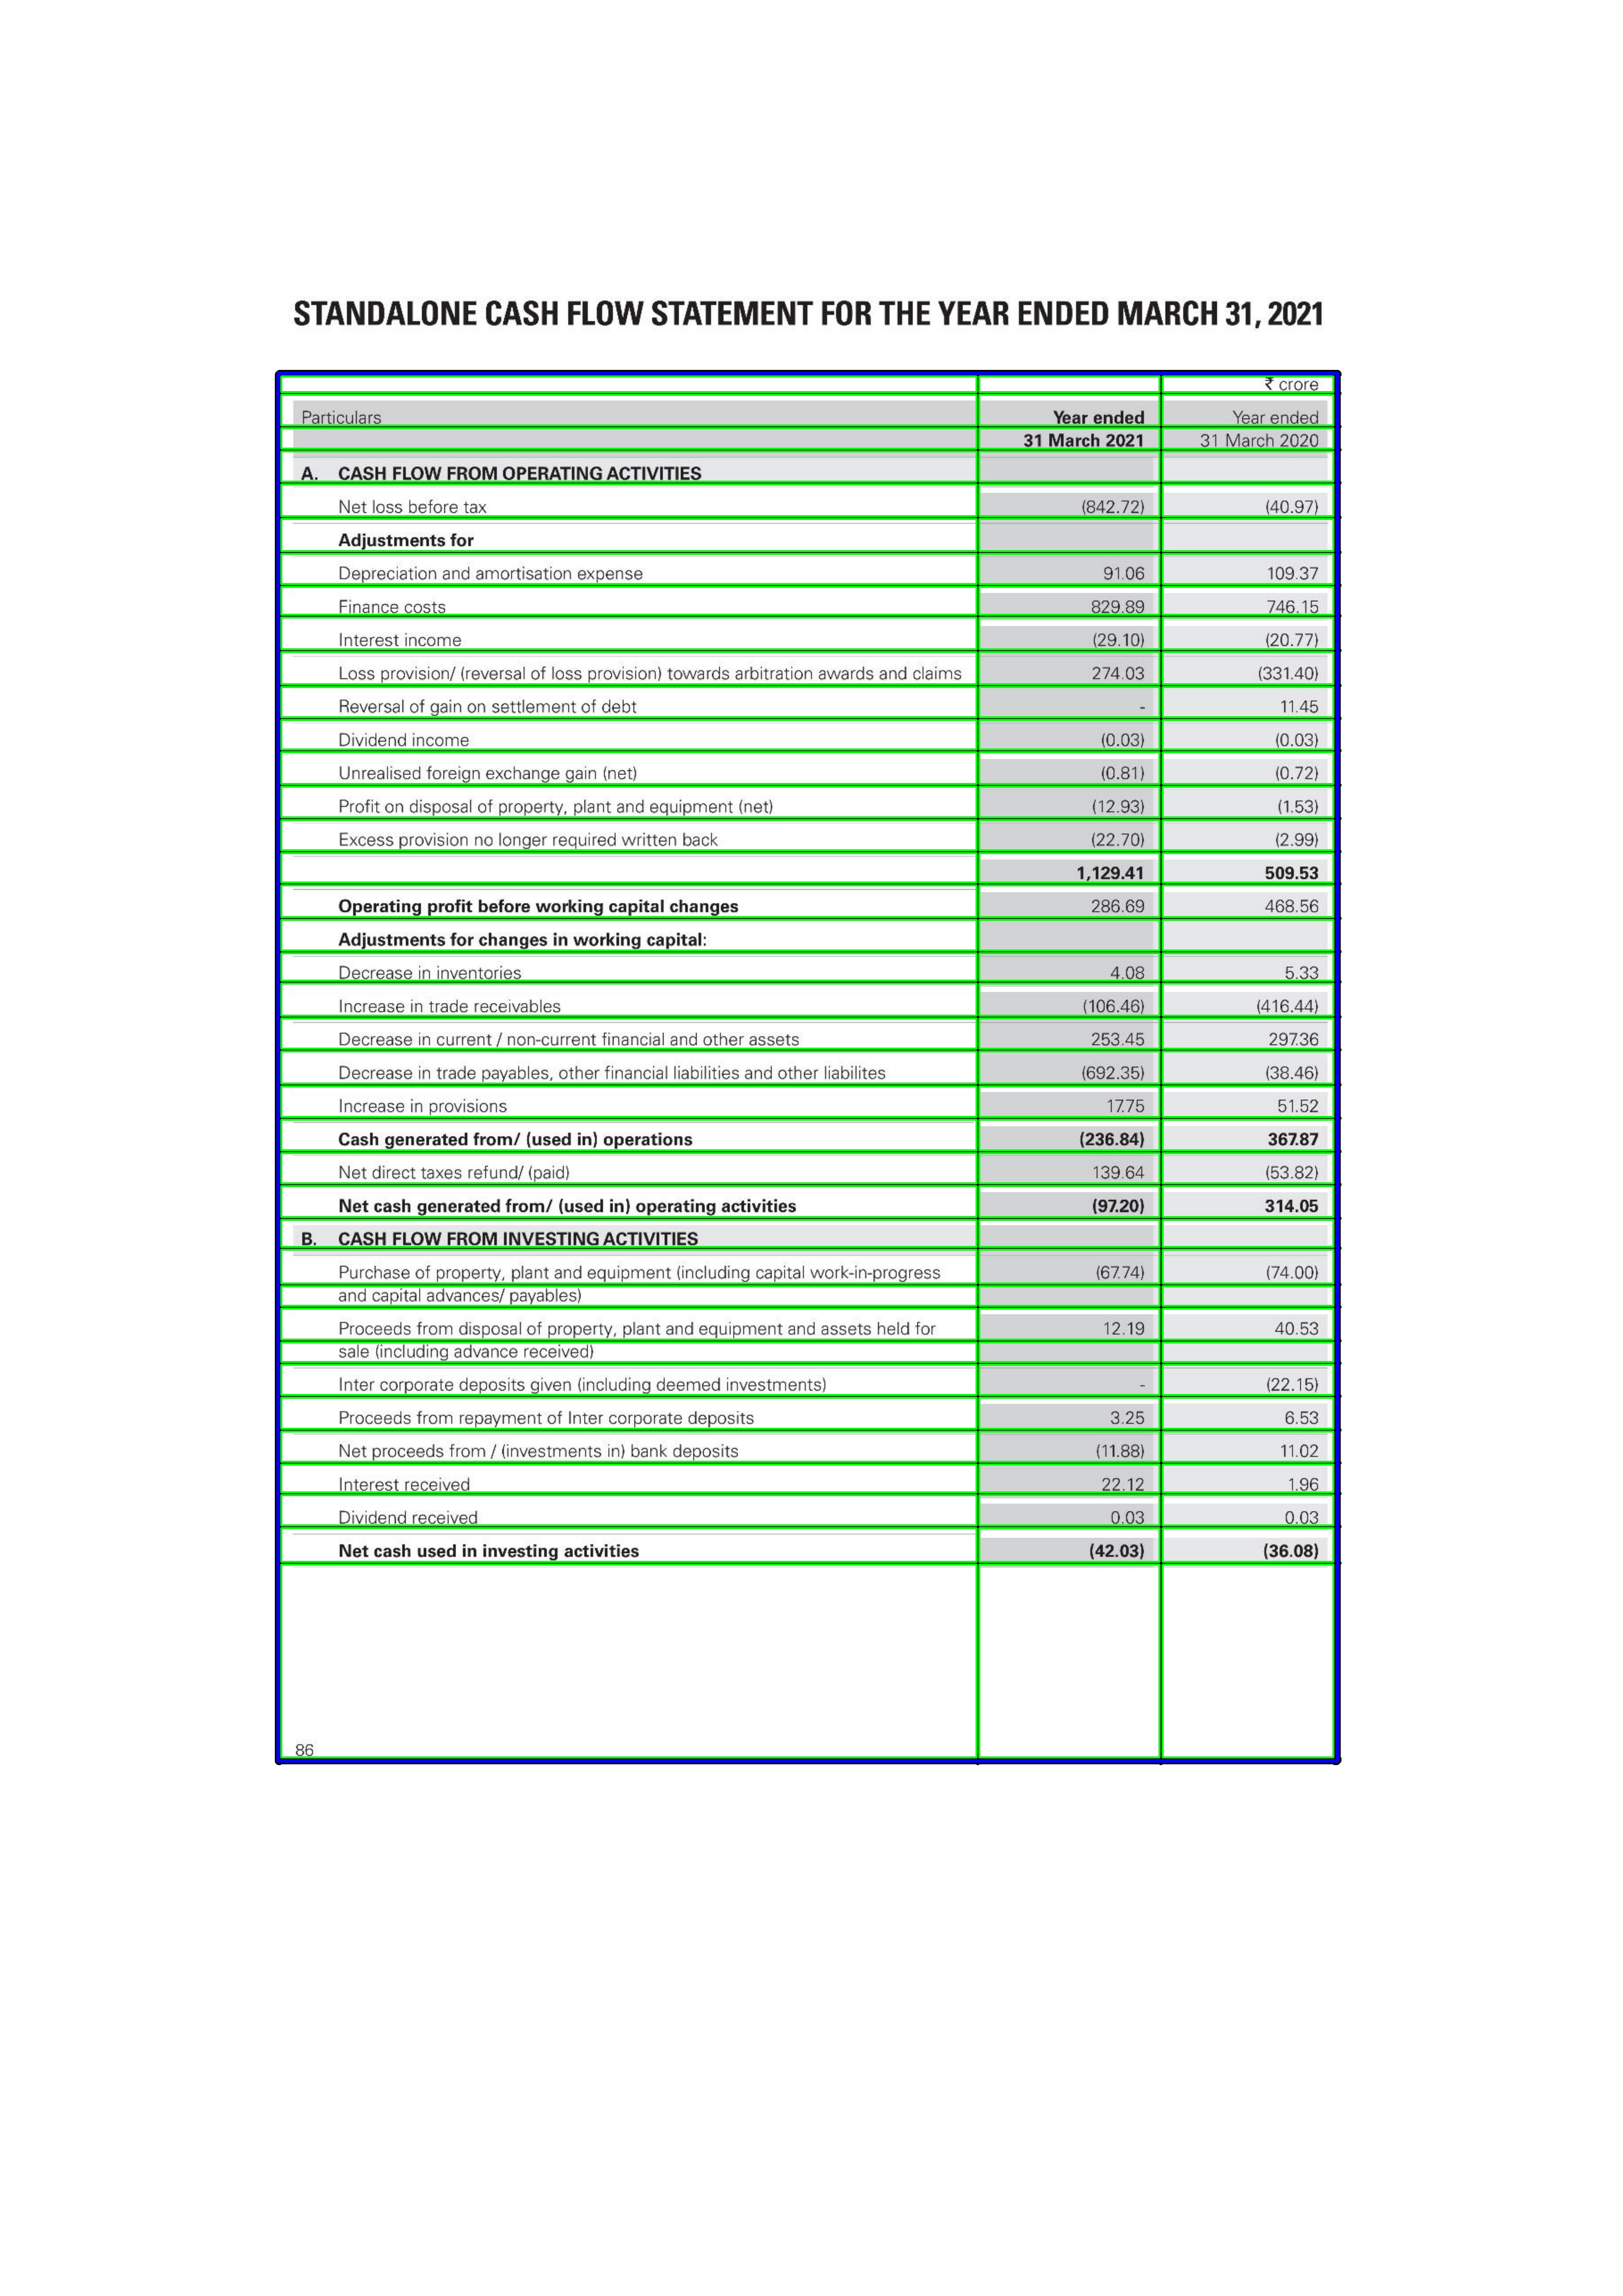 STANDALONE CASH FLOW STATEMENT FOR THE YEAR ENDED MARCH 31, 2021
₹ crore
Particulars Year ended Year ended
31 March 2021 31 March 2020
A. CASH FLOW FROM OPERATING ACTIVITIES
Net loss before tax (842.72) (40.97)
Adjustments for
Depreciation and amortisation expense 91.06 109.37
Finance costs 829.89 746.15
Interest income (29.10) (20.77)
Loss provision/ (reversal of loss provision) towards arbitration awards and claims 274.03 (331.40)
Reversal of gain on settlement of debt - 11.45
Dividend income (0.03) (0.03)
Unrealised foreign exchange gain (net) (0.81) (0.72)
Profit on disposal of property, plant and equipment (net) (12.93) (1.53)
Excess provision no longer required written back (22.70) (2.99)
1,129.41 509.53
Operating profit before working capital changes 286.69 468.56
Adjustments for changes in working capital:
Decrease in inventories 4.08 5.33
Increase in trade receivables (106.46) (416.44)
Decrease in current / non-current financial and other assets 253.45 297.36
Decrease in trade payables, other financial liabilities and other liabilites (692.35) (38.46)
Increase in provisions 17.75 51.52
Cash generated from/ (used in) operations (236.84) 367.87
Net direct taxes refund/ (paid) 139.64 (53.82)
Net cash generated from/ (used in) operating activities (97.20) 314.05
B. CASH FLOW FROM INVESTING ACTIVITIES
Purchase of property, plant and equipment (including capital work-in-progress (67.74) (74.00)
and capital advances/ payables)
Proceeds from disposal of property, plant and equipment and assets held for 12.19 40.53
sale (including advance received)
Inter corporate deposits given (including deemed investments) - (22.15)
Proceeds from repayment of Inter corporate deposits 3.25 6.53
Net proceeds from / (investments in) bank deposits (11.88) 11.02
Interest received 22.12 1.96
Dividend received 0.03 0.03
Net cash used in investing activities (42.03) (36.08)
86